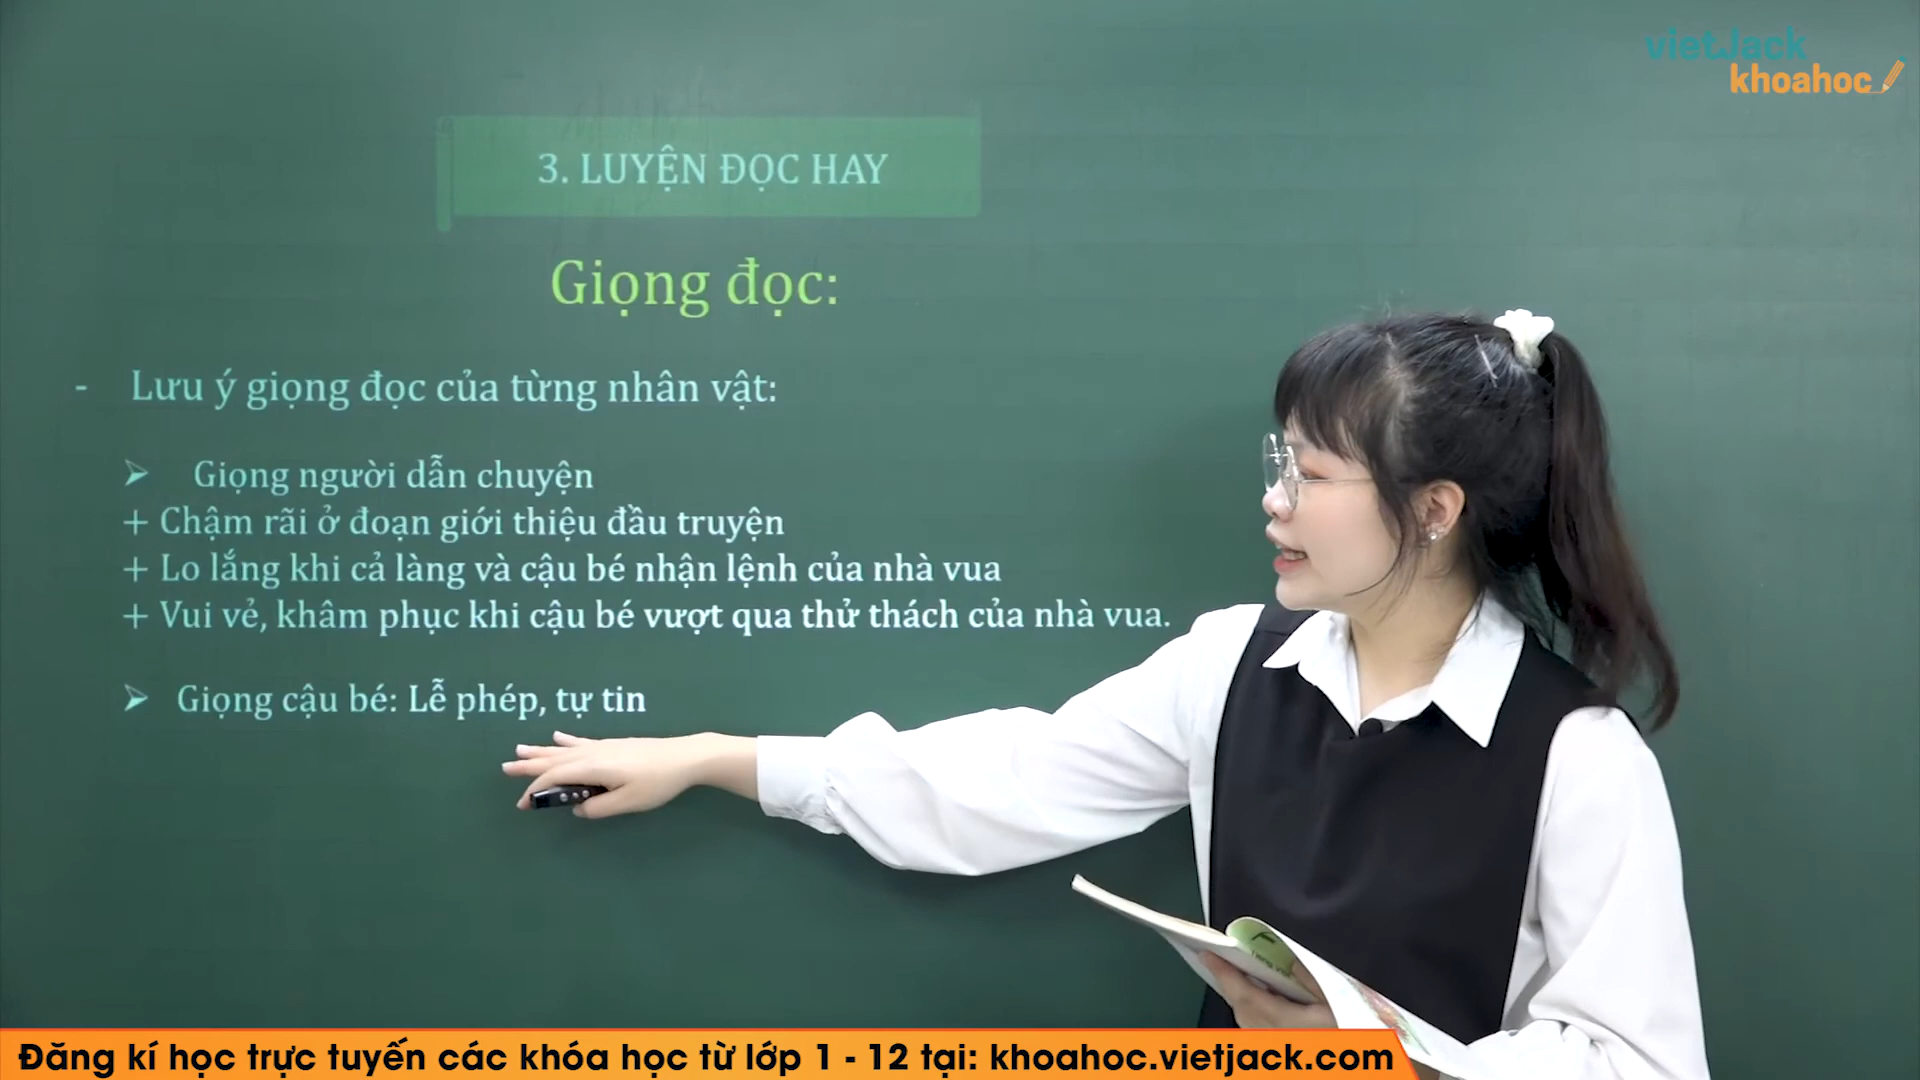 vietJack
khoahoc
3. LUYỆN ĐỌC HAY
Giọng đọc:
- Lưu ý giọng đọc của từng nhân vật:
➢ Giọng người dẫn chuyện
+ Chậm rãi ở đoạn giới thiệu đầu truyện
+ Lo lắng khi cả làng và cậu bé nhận lệnh của nhà vua
+ Vui vẻ, khâm phục khi cậu bé vượt qua thử thách của nhà vua.
➢ Giọng cậu bé: Lễ phép, tự tin
Đăng kí học trực tuyến các khóa học từ lớp 1 - 12 tại: khoahoc.vietjack.com